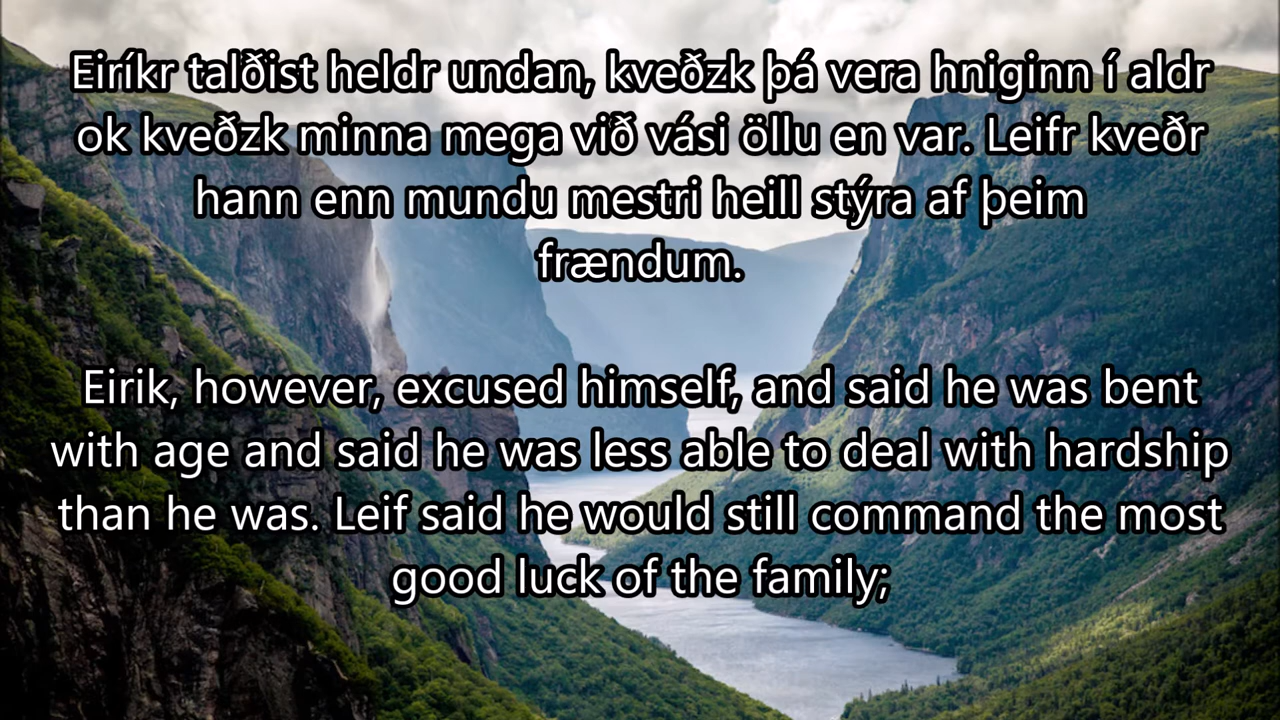 Eiríkr talðist heldr undan, kveðzk þá vera hniginn í aldr
ok kveðzk minna mega við vási öllu en var. Leifr kveðr
hann enn mundu mestri heill stýra af þeim
frændum.
Eirik, however, excused himself, and said he was bent
with age and said he was less able to deal with hardship
than he was. Leif said he would still command the most
good luck of the family;